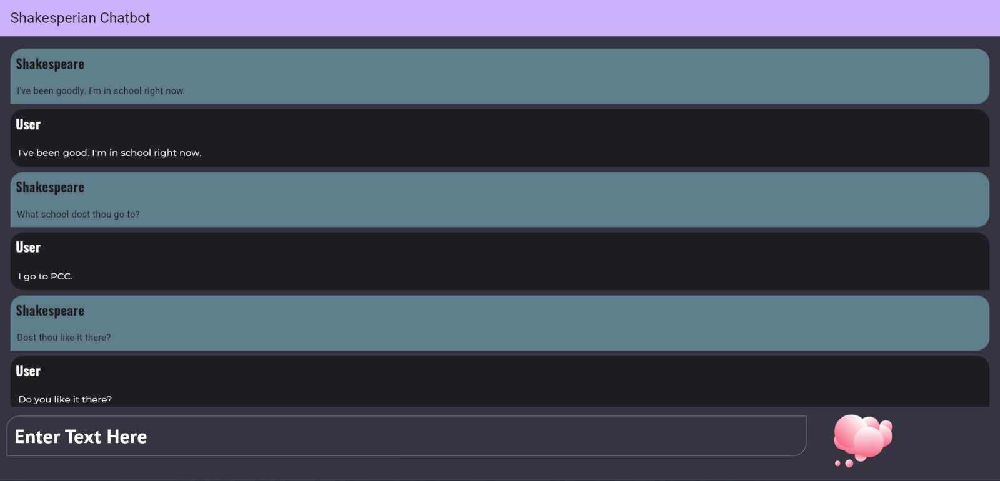 Shakesperian Chatbot
Shakespeare
I've been goodly. I'm in school right now.
User
I've been good. I'm in school right now.
Shakespeare
What school dost thou go to?
User
I go to PCC.
Shakespeare
Dost thou like it there?
User
Do you like it there?
Enter Text Here